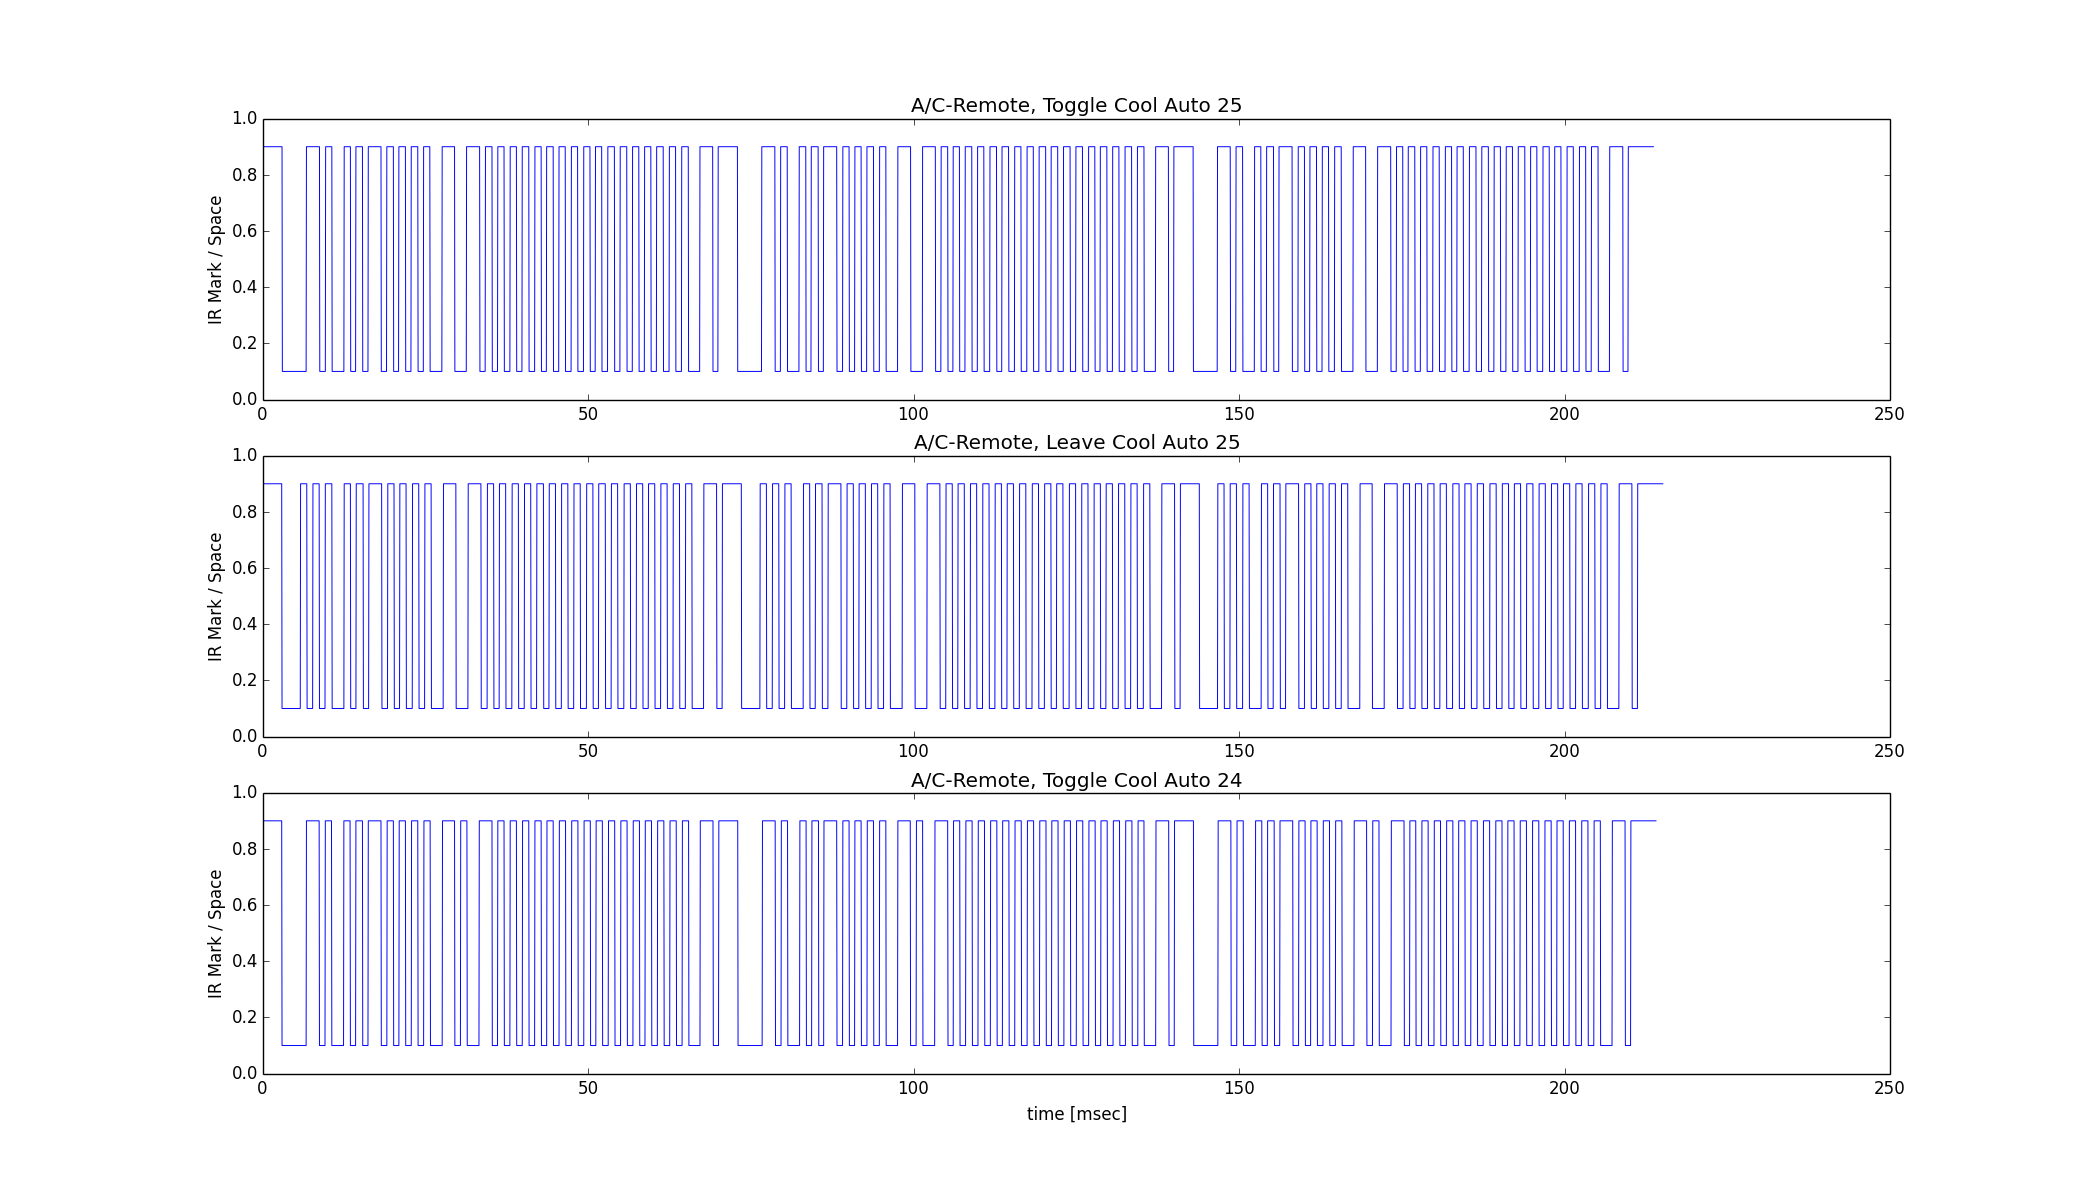 A/C-Remote, Toggle Cool Auto 25
1.0
0.8
0.6
0.4
0.2
0.0
IR Mark / Space
0 50 100 150 200 250
A/C-Remote, Leave Cool Auto 25
1.0
0.8
0.6
0.4
0.2
0.0
IR Mark / Space
0 50 100 150 200 250
A/C-Remote, Toggle Cool Auto 24
1.0
0.8
0.6
0.4
0.2
0.0
IR Mark / Space
0 50 100 150 200 250
time [msec]